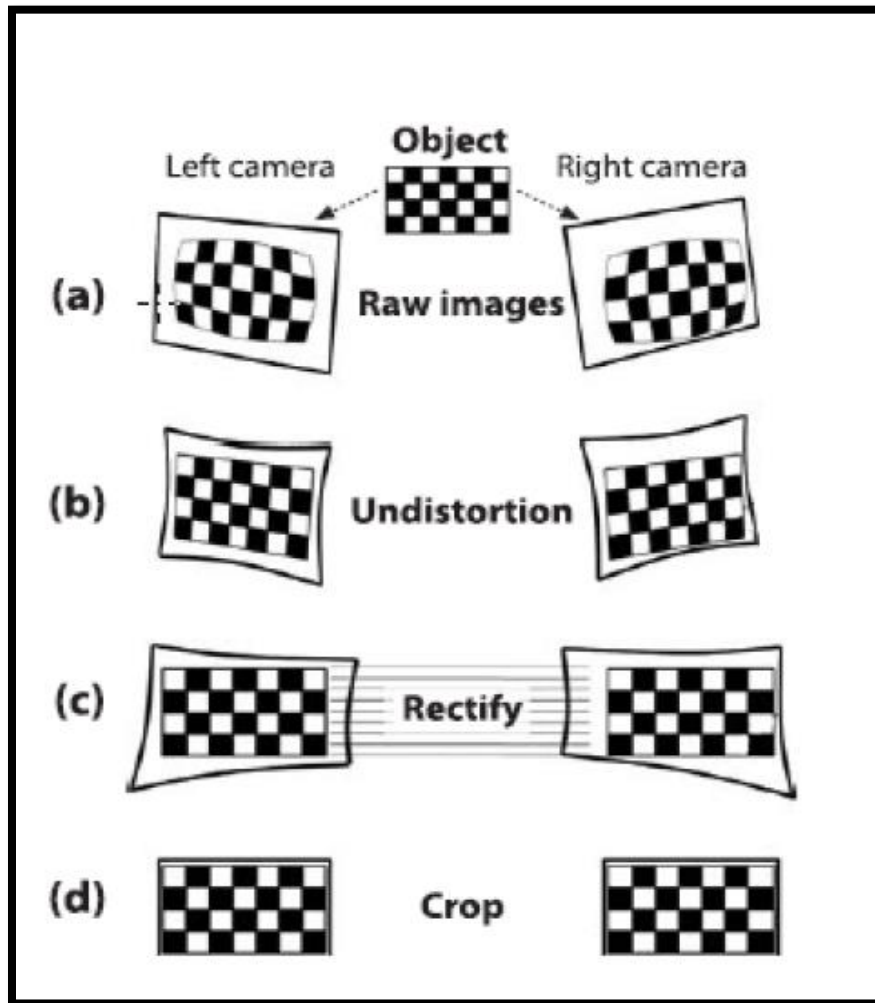 Object
Left camera
Right camera
(a)
Raw images
(b)
Undistortion
(c)
Rectify
(d)
Crop